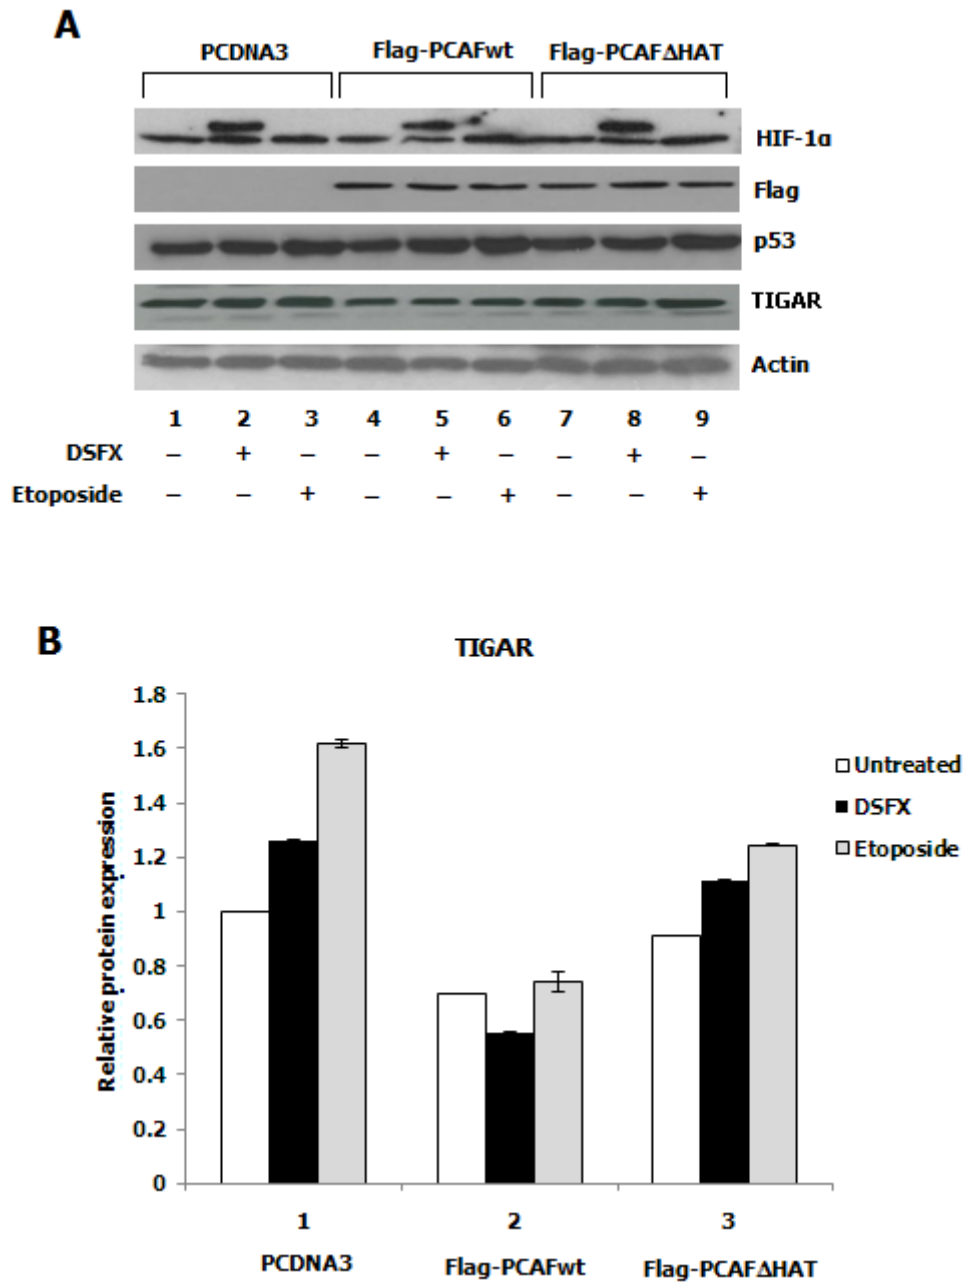 A
PCDNA3 Flag-PCAFwt Flag-PCAFΔHAT
HIF-1α
Flag
p53
TIGAR
Actin
1 2 3 4 5 6 7 8 9
DSFX – + – – + – – + –
Etoposide – – + – – + – – +
B
TIGAR
1.8
1.6
1.4
1.2
1
0.8
0.6
0.4
0.2
0
Relative protein expression
Untreated
DSFX
Etoposide
1 2 3
PCDNA3 Flag-PCAFwt Flag-PCAFΔHAT